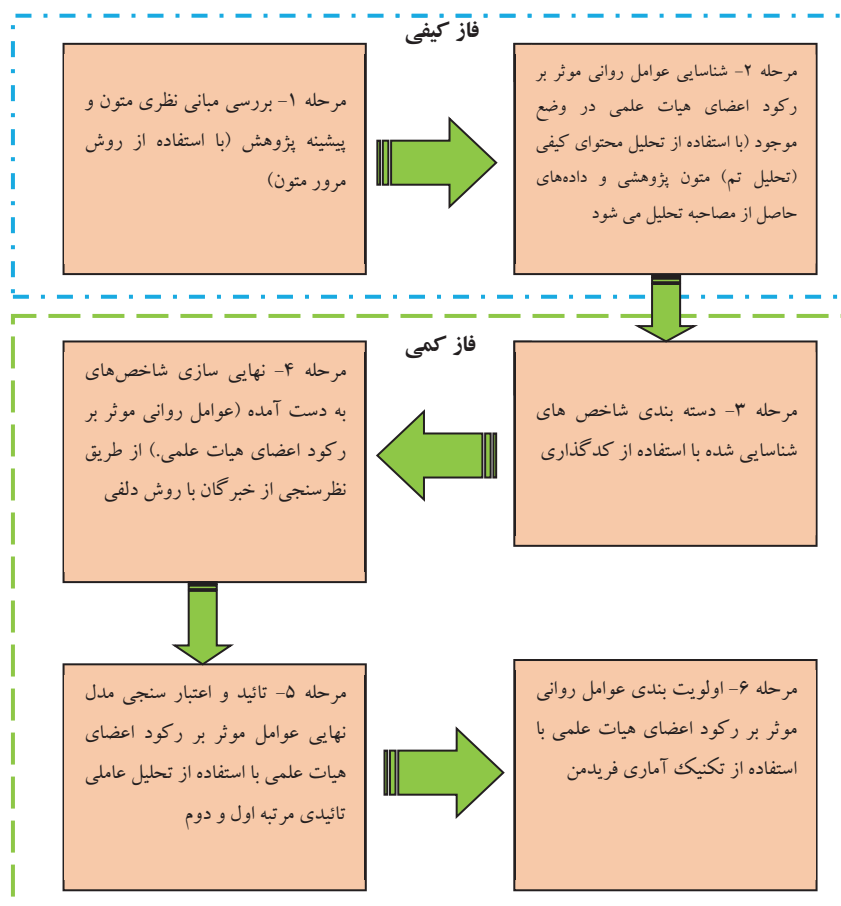 فاز کیفی
مرحله ۱- بررسی مبانی نظری متون و
پیشینه پژوهش (با استفاده از روش
مرور متون)
مرحله ۲- شناسایی عوامل روانی موثر بر
رکود اعضای هیات علمی در وضع
موجود (با استفاده از تحلیل محتوای کیفی
(تحلیل تم) متون پژوهشی و داده‌های
حاصل از مصاحبه تحلیل می شود
فاز کمی
مرحله ۳- دسته بندی شاخص های
شناسایی شده با استفاده از کدگذاری
مرحله ۴- نهایی سازی شاخص‌های
به دست آمده (عوامل روانی موثر بر
رکود اعضای هیات علمی.) از طریق
نظرسنجی از خبرگان با روش دلفی
مرحله ۵- تائید و اعتبار سنجی مدل
نهایی عوامل موثر بر رکود اعضای
هیات علمی با استفاده از تحلیل عاملی
تائیدی مرتبه اول و دوم
مرحله ۶- اولویت بندی عوامل روانی
موثر بر رکود اعضای هیات علمی با
استفاده از تکنیک آماری فریدمن